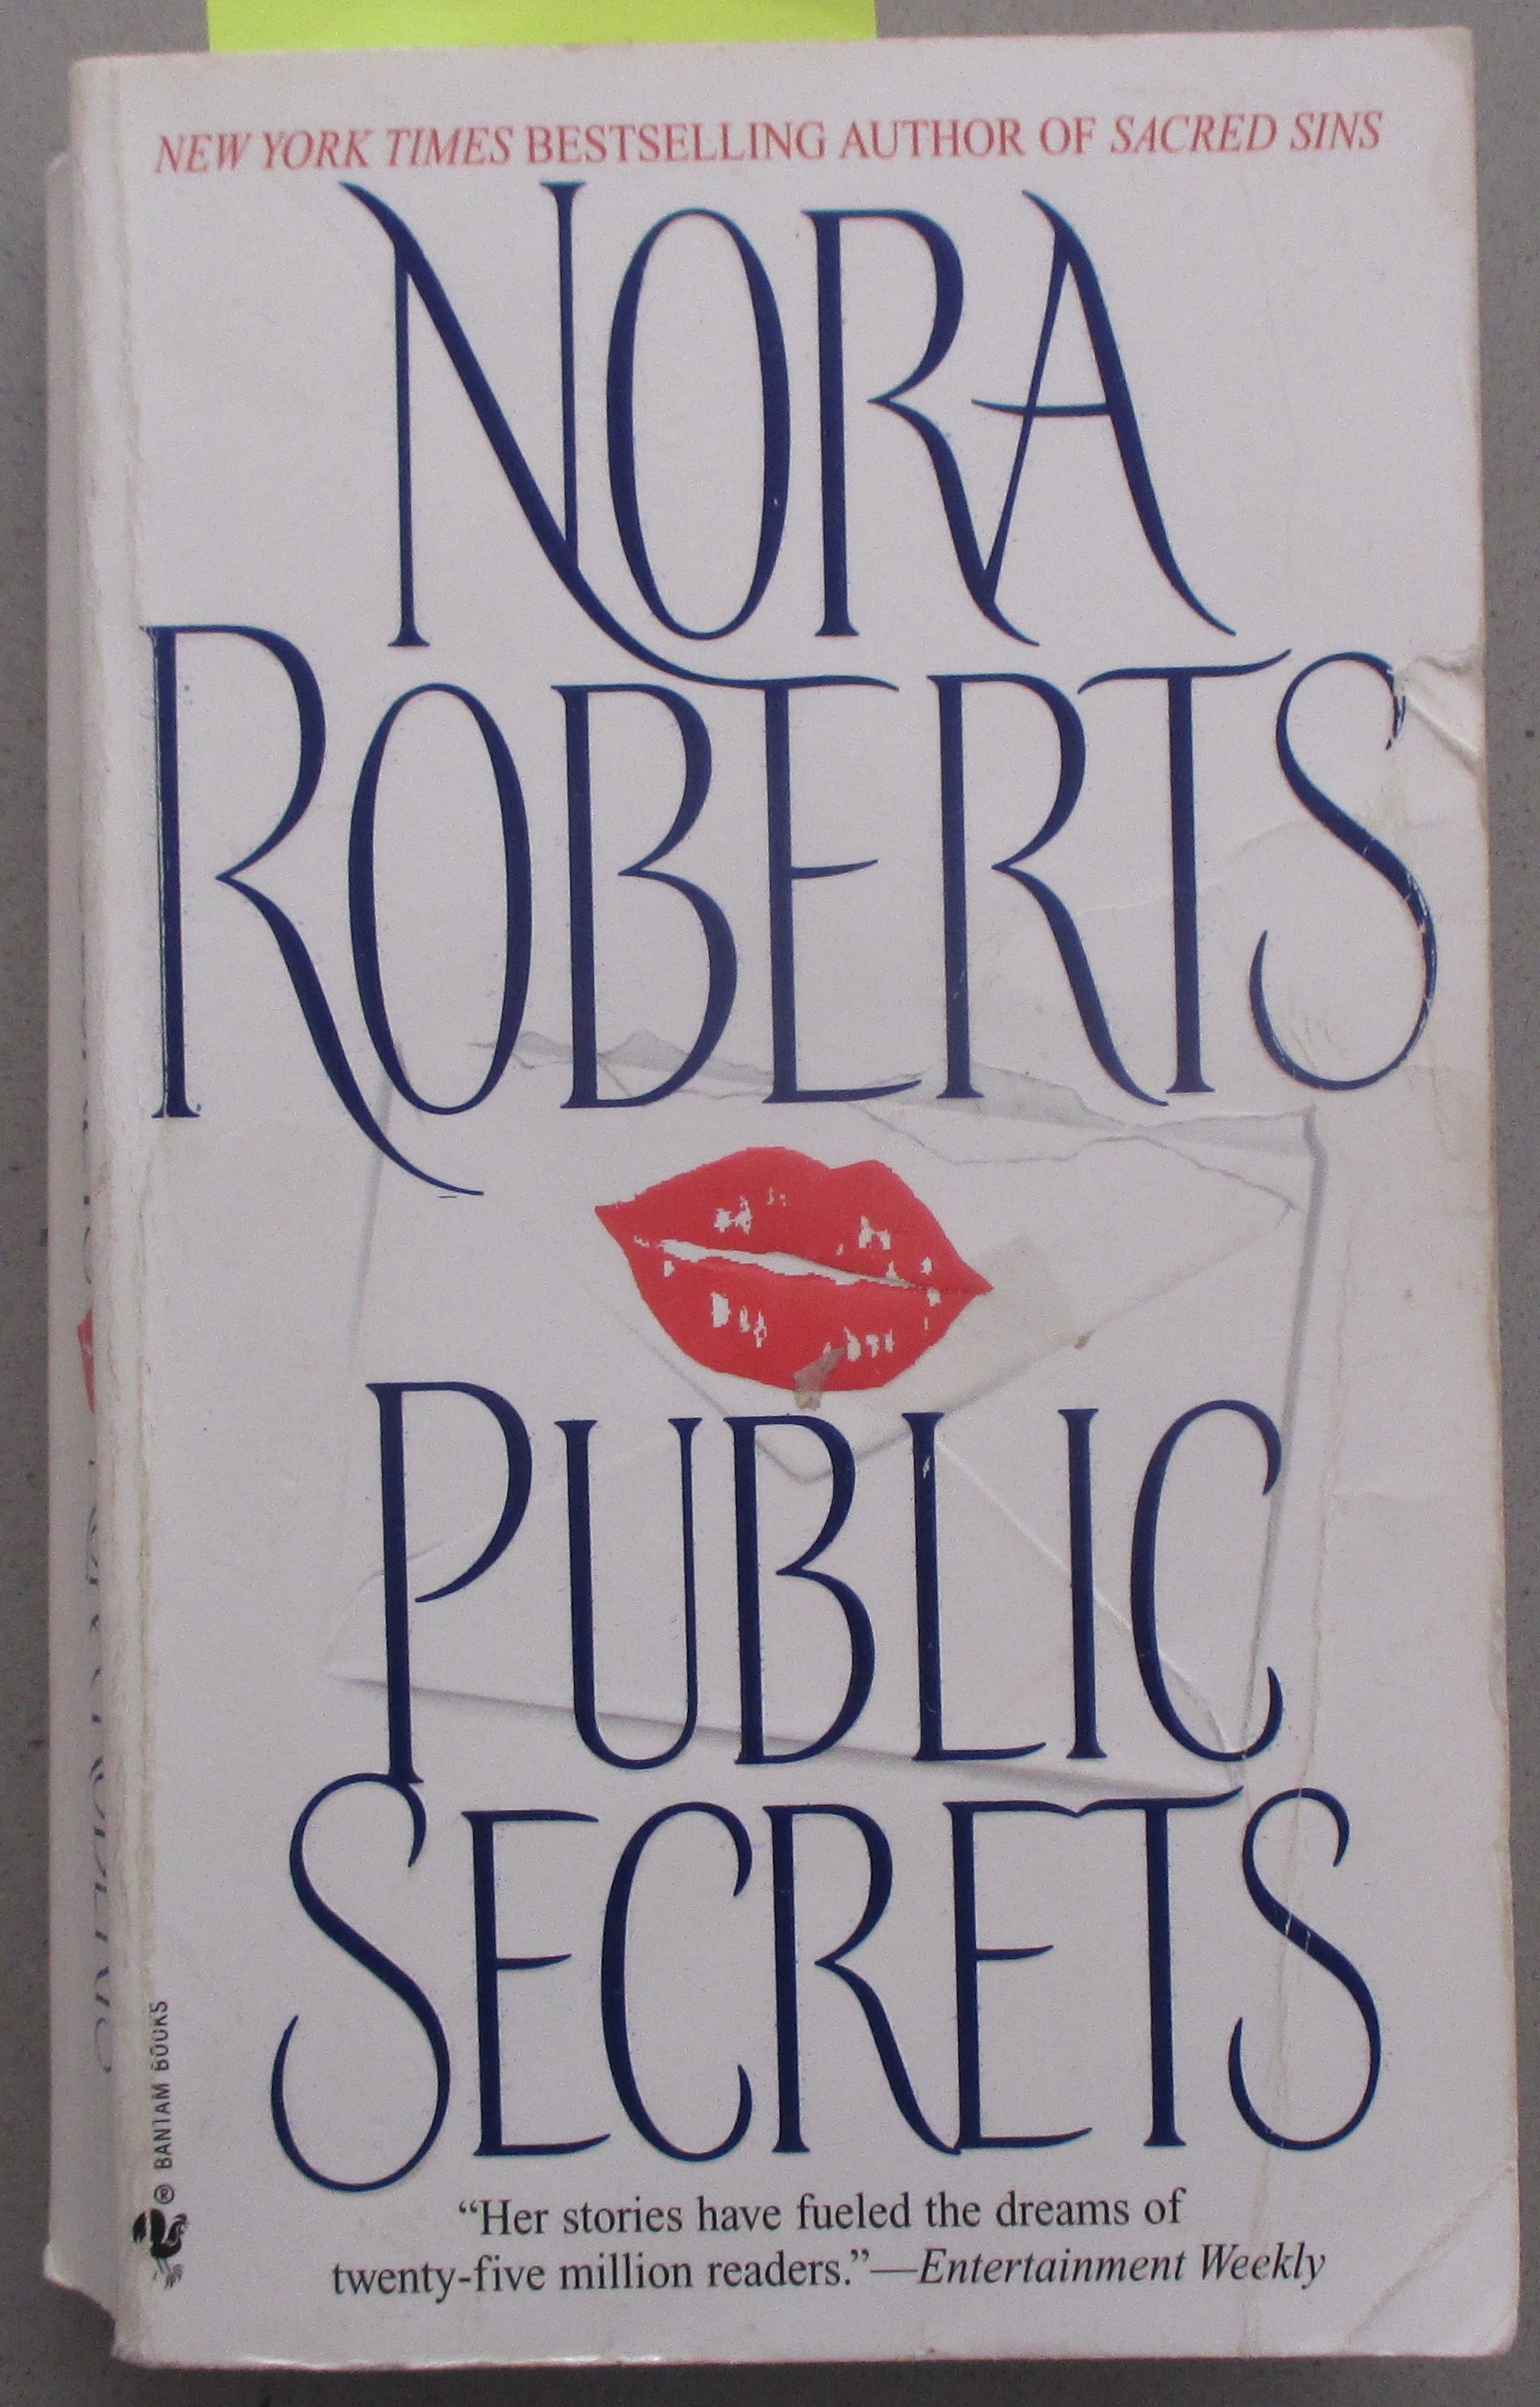 NEW YORK TIMES BESTSELLING AUTHOR OF SACRED SINS
NORA
ROBERTS
PUBLIC
SECRETS
® BANTAM BOOKS
“Her stories have fueled the dreams of
twenty-five million readers.”—Entertainment Weekly